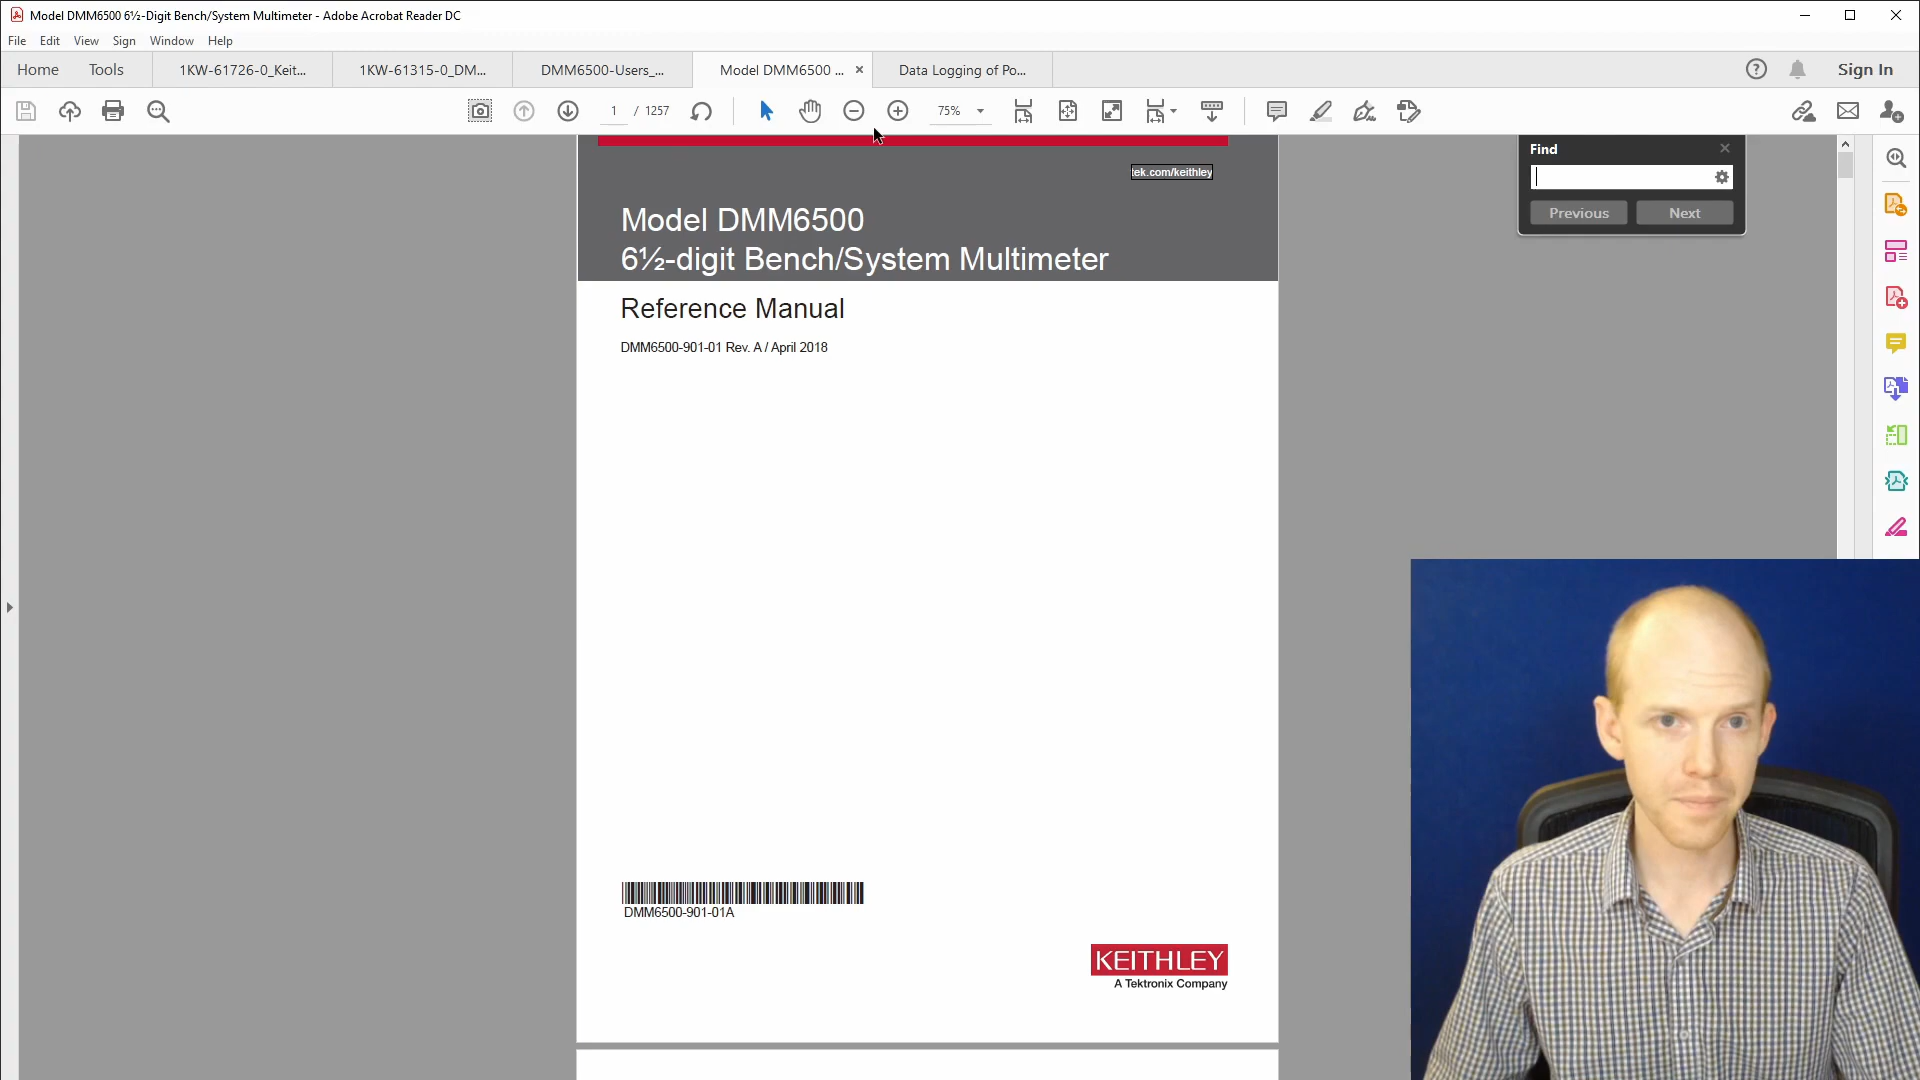 Model DMM6500 6½-Digit Bench/System Multimeter - Adobe Acrobat Reader DC
File Edit View Sign Window Help
Home Tools 1KW-61726-0_Keit... 1KW-61315-0_DM... DMM6500-Users_... Model DMM6500 ... Data Logging of Po... Sign In
1 / 1257 75%
Find
Previous Next
tek.com/keithley
Model DMM6500
6½-digit Bench/System Multimeter
Reference Manual
DMM6500-901-01 Rev. A / April 2018
DMM6500-901-01A
KEITHLEY
A Tektronix Company